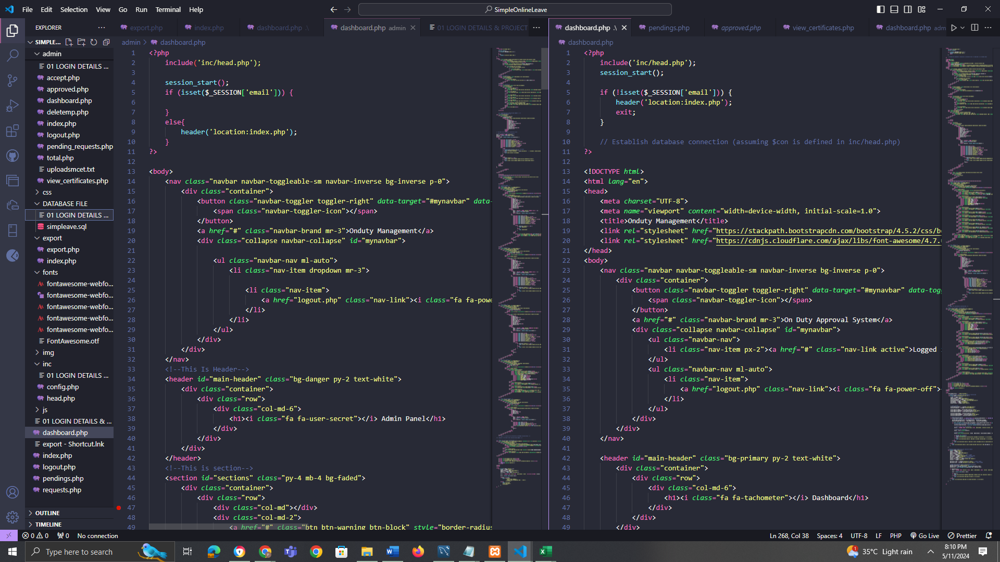 File Edit Selection View Go Run Terminal Help
SimpleOnlineLeave
EXPLORER
SIMPLE...
admin
01 LOGIN DETAILS ...
accept.php
approved.php
dashboard.php
deletemp.php
index.php
logout.php
pending_requests.php
total.php
uploadsmcet.txt
view_certificates.php
css
DATABASE FILE
01 LOGIN DETAILS ...
simpleave.sql
export
export.php
index.php
fonts
fontawesome-webfo...
fontawesome-webfo...
fontawesome-webfo...
fontawesome-webfo...
fontawesome-webfo...
FontAwesome.otf
img
inc
01 LOGIN DETAILS ...
config.php
head.php
js
01 LOGIN DETAILS & ...
dashboard.php
export - Shortcut.lnk
index.php
logout.php
pendings.php
requests.php
OUTLINE
TIMELINE
export.php index.php dashboard.php .\ dashboard.php admin 01 LOGIN DETAILS & PROJECT
admin > dashboard.php
1 <?php
2 include('inc/head.php');
3
4 session_start();
5 if (isset($_SESSION['email'])) {
6
7 }
8 else{
9 header('location:index.php');
10 }
11 ?>
12
13 <body>
14 <nav class="navbar navbar-toggleable-sm navbar-inverse bg-inverse p-0">
15 <div class="container">
16 <button class="navbar-toggler toggler-right" data-target="#mynavbar" data-
17 <span class="navbar-toggler-icon"></span>
18 </button>
19 <a href="#" class="navbar-brand mr-3">Onduty Management</a>
20 <div class="collapse navbar-collapse" id="mynavbar">
21
22 <ul class="navbar-nav ml-auto">
23 <li class="nav-item dropdown mr-3">
24
25 <li class="nav-item">
26 <a href="logout.php" class="nav-link"><i class="fa fa-powe
27 </li>
28 </li>
29 </ul>
30 </div>
31 </div>
32 </nav>
33 <!--This Is Header-->
34 <header id="main-header" class="bg-danger py-2 text-white">
35 <div class="container">
36 <div class="row">
37 <div class="col-md-6">
38 <h1><i class="fa fa-user-secret"></i> Admin Panel</h1>
39 </div>
40 </div>
41 </div>
42 </header>
43 <!--This is section-->
44 <section id="sections" class="py-4 mb-4 bg-faded">
45 <div class="container">
46 <div class="row">
47 <div class="col-md"></div>
48 <div class="col-md-2">
49 <a href="#" class="btn btn-warning btn-block" style="border-radius
dashboard.php .\ pendings.php approved.php view_certificates.php dashboard.php adm
dashboard.php
1 <?php
2 include('inc/head.php');
3 session_start();
4
5 if (!isset($_SESSION['email'])) {
6 header('location:index.php');
7 exit;
8 }
9
10 // Establish database connection (assuming $con is defined in inc/head.php)
11 ?>
12
13 <!DOCTYPE html>
14 <html lang="en">
15 <head>
16 <meta charset="UTF-8">
17 <meta name="viewport" content="width=device-width, initial-scale=1.0">
18 <title>Onduty Management</title>
19 <link rel="stylesheet" href="https://stackpath.bootstrapcdn.com/bootstrap/4.5.2/css/b
20 <link rel="stylesheet" href="https://cdnjs.cloudflare.com/ajax/libs/font-awesome/4.7.
21 </head>
22 <body>
23 <nav class="navbar navbar-toggleable-sm navbar-inverse bg-inverse p-0">
24 <div class="container">
25 <button class="navbar-toggler toggler-right" data-target="#mynavbar" data-tog
26 <span class="navbar-toggler-icon"></span>
27 </button>
28 <a href="#" class="navbar-brand mr-3">On Duty Approval System</a>
29 <div class="collapse navbar-collapse" id="mynavbar">
30 <ul class="navbar-nav">
31 <li class="nav-item px-2"><a href="#" class="nav-link active">Logged
32 </ul>
33 <ul class="navbar-nav ml-auto">
34 <li class="nav-item">
35 <a href="logout.php" class="nav-link"><i class="fa fa-power-off">
36 </li>
37 </ul>
38 </div>
39 </div>
40 </nav>
41
42 <header id="main-header" class="bg-primary py-2 text-white">
43 <div class="container">
44 <div class="row">
45 <div class="col-md-6">
46 <h1><i class="fa fa-tachometer"></i> Dashboard</h1>
47 </div>
48 </div>
49 </div>
0 0 0 No connection
Ln 268, Col 38 Spaces: 4 UTF-8 LF PHP Go Live Prettier
Type here to search
35°C Light rain
8:10 PM
5/11/2024